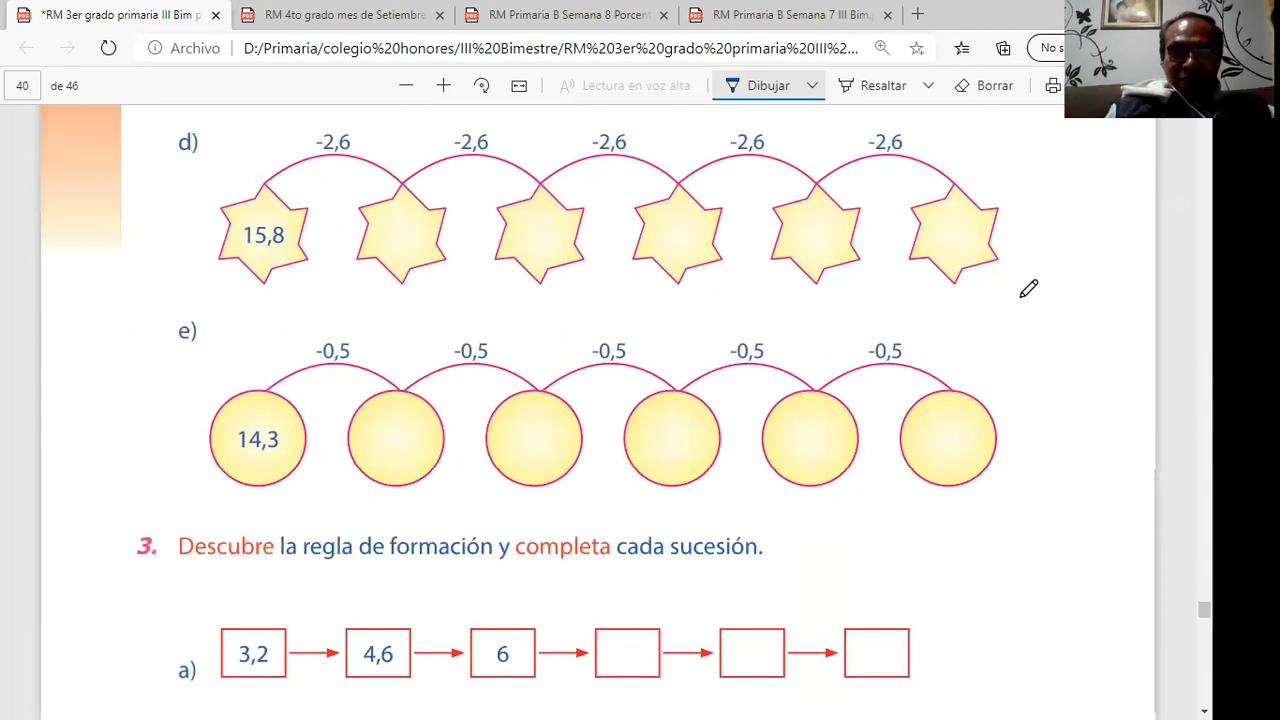 *RM 3er grado primaria III Bim p
RM 4to grado mes de Setiembre
RM Primaria B Semana 8 Porcent
RM Primaria B Semana 7 III Bim.
Archivo
D:/Primaria/colegio%20honores/III%20Bimestre/RM%203er%20grado%20primaria%20III%2...
No s
40
de 46
Lectura en voz alta
Dibujar
Resaltar
Borrar
d)
-2,6 -2,6 -2,6 -2,6 -2,6
15,8
e)
-0,5 -0,5 -0,5 -0,5 -0,5
14,3
3. Descubre la regla de formación y completa cada sucesión.
a) 3,2 4,6 6